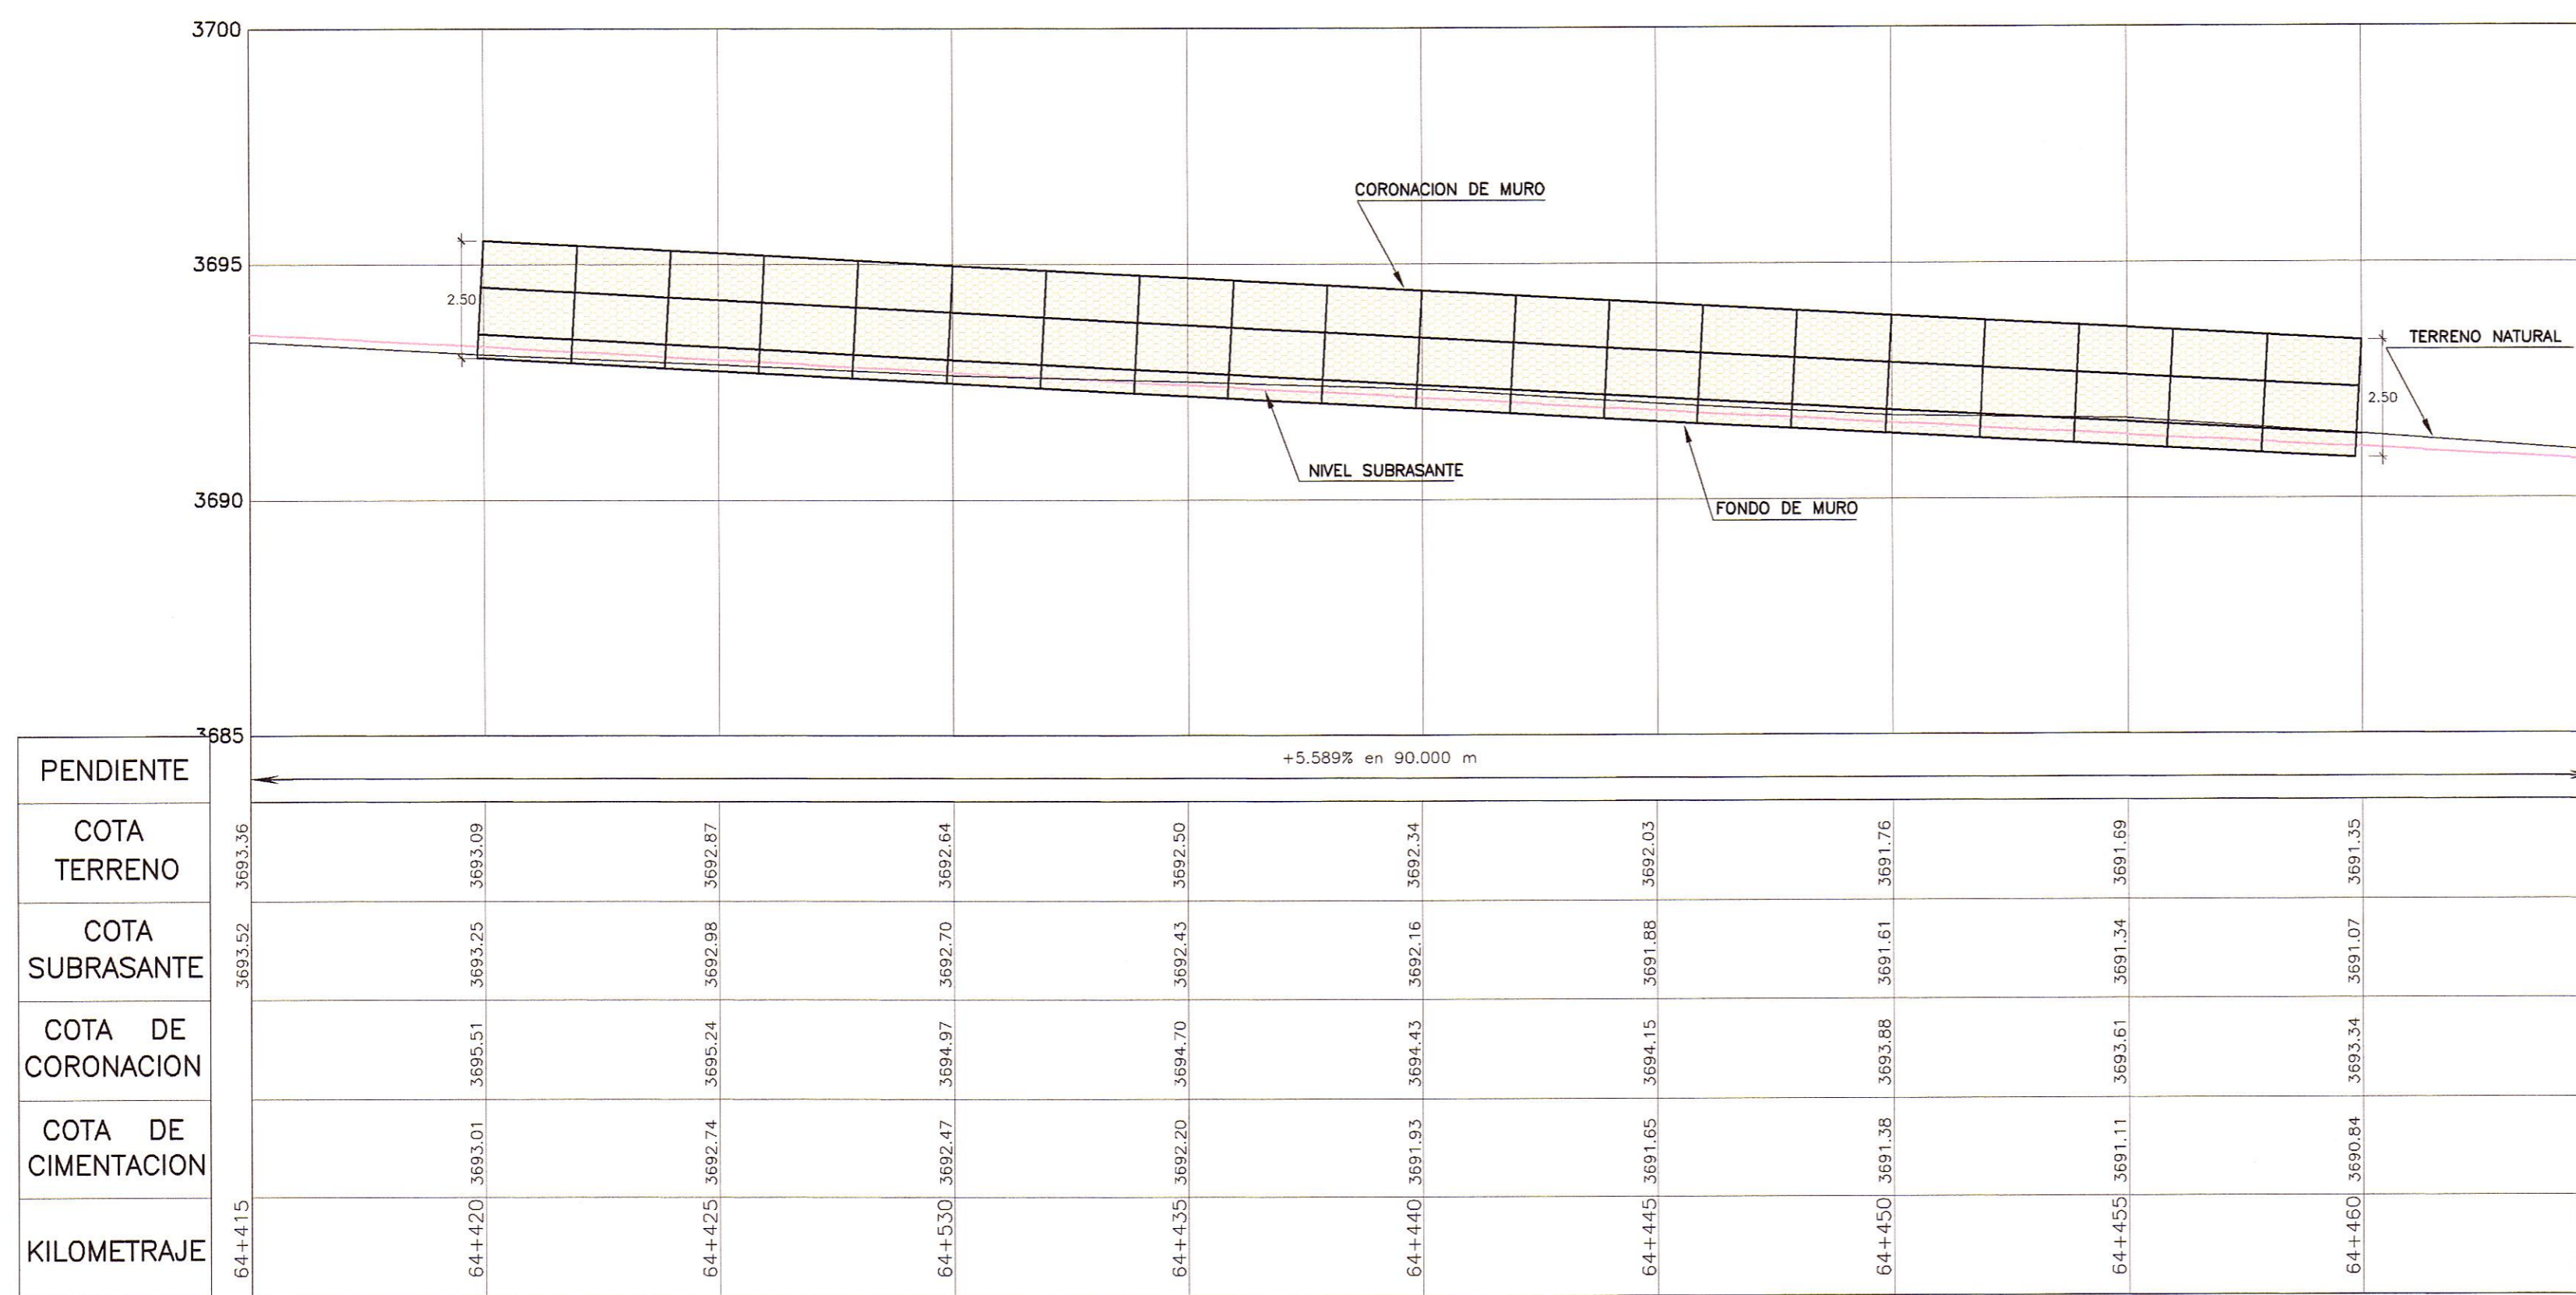 3700
CORONACION DE MURO
3695
2.50
TERRENO NATURAL
2.50
NIVEL SUBRASANTE
3690
FONDO DE MURO
3685
PENDIENTE
+5.589% en 90.000 m
COTA
TERRENO
3693.36 3693.09 3692.87 3692.64 3692.50 3692.34 3692.03 3691.76 3691.69 3691.35
COTA
SUBRASANTE
3693.52 3693.25 3692.98 3692.70 3692.43 3692.16 3691.88 3691.61 3691.34 3691.07
COTA DE
CORONACION
3695.51 3695.24 3694.97 3694.70 3694.43 3694.15 3693.88 3693.61 3693.34
COTA DE
CIMENTACION
3693.01 3692.74 3692.47 3692.20 3691.93 3691.65 3691.38 3691.11 3690.84
KILOMETRAJE
64+415 64+420 64+425 64+530 64+435 64+440 64+445 64+450 64+455 64+460